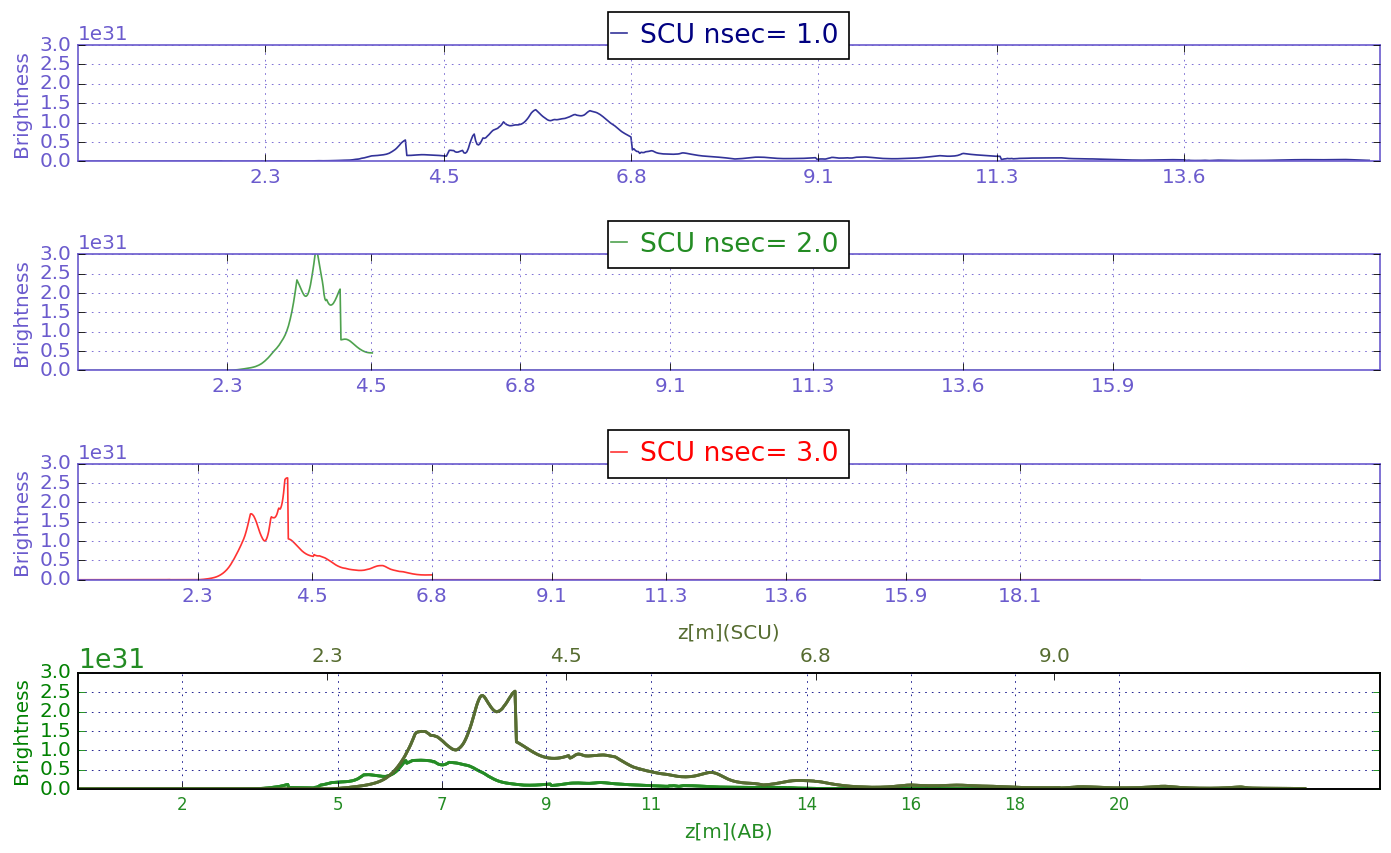 1e31
SCU nsec= 1.0
Brightness
3.0
2.5
2.0
1.5
1.0
0.5
0.0
2.3 4.5 6.8 9.1 11.3 13.6
1e31
SCU nsec= 2.0
Brightness
3.0
2.5
2.0
1.5
1.0
0.5
0.0
2.3 4.5 6.8 9.1 11.3 13.6 15.9
1e31
SCU nsec= 3.0
Brightness
3.0
2.5
2.0
1.5
1.0
0.5
0.0
2.3 4.5 6.8 9.1 11.3 13.6 15.9 18.1
z[m](SCU)
1e31
2.3 4.5 6.8 9.0
Brightness
3.0
2.5
2.0
1.5
1.0
0.5
0.0
2 5 7 9 11 14 16 18 20
z[m](AB)